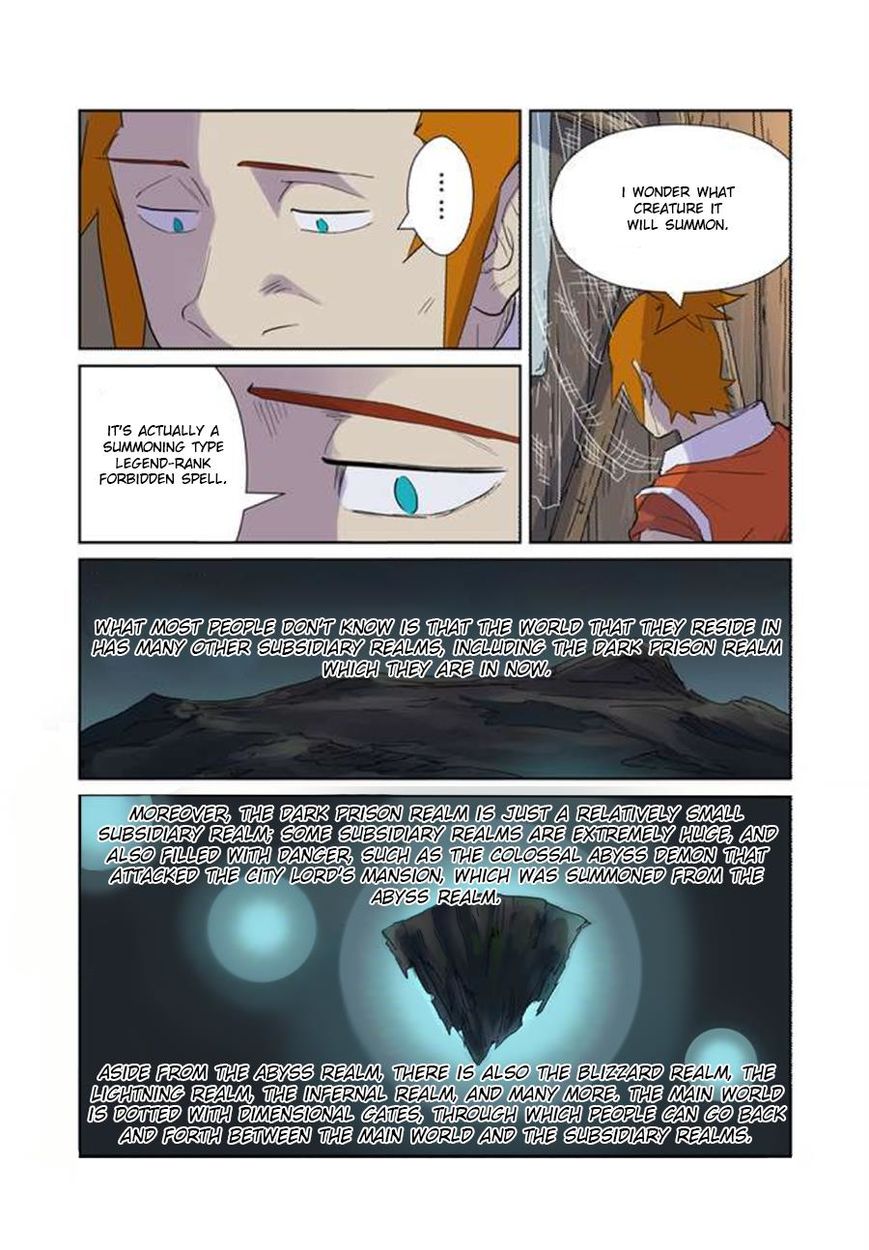 ......
IT'S ACTUALLY A
SUMMONING TYPE
LEGEND-RANK
FORBIDDEN SPELL.
I WONDER WHAT
CREATURE IT
WILL SUMMON.
WHAT MOST PEOPLE DON'T KNOW IS THAT THE WORLD THAT THEY RESIDE IN
HAS MANY OTHER SUBSIDIARY REALMS, INCLUDING THE DARK PRISON REALM
WHICH THEY ARE IN NOW.
MOREOVER, THE DARK PRISON REALM IS JUST A RELATIVELY SMALL
SUBSIDIARY REALM; SOME SUBSIDIARY REALMS ARE EXTREMELY HUGE, AND
ALSO FILLED WITH DANGER, SUCH AS THE COLOSSAL ABYSS DEMON THAT
ATTACKED THE CITY LORD'S MANSION, WHICH WAS SUMMONED FROM THE
ABYSS REALM.
ASIDE FROM THE ABYSS REALM, THERE IS ALSO THE BLIZZARD REALM, THE
LIGHTNING REALM, THE INFERNAL REALM, AND MANY MORE, THE MAIN WORLD
IS DOTTED WITH DIMENSIONAL GATES, THROUGH WHICH PEOPLE CAN GO BACK
AND FORTH BETWEEN THE MAIN WORLD AND THE SUBSIDIARY REALMS.